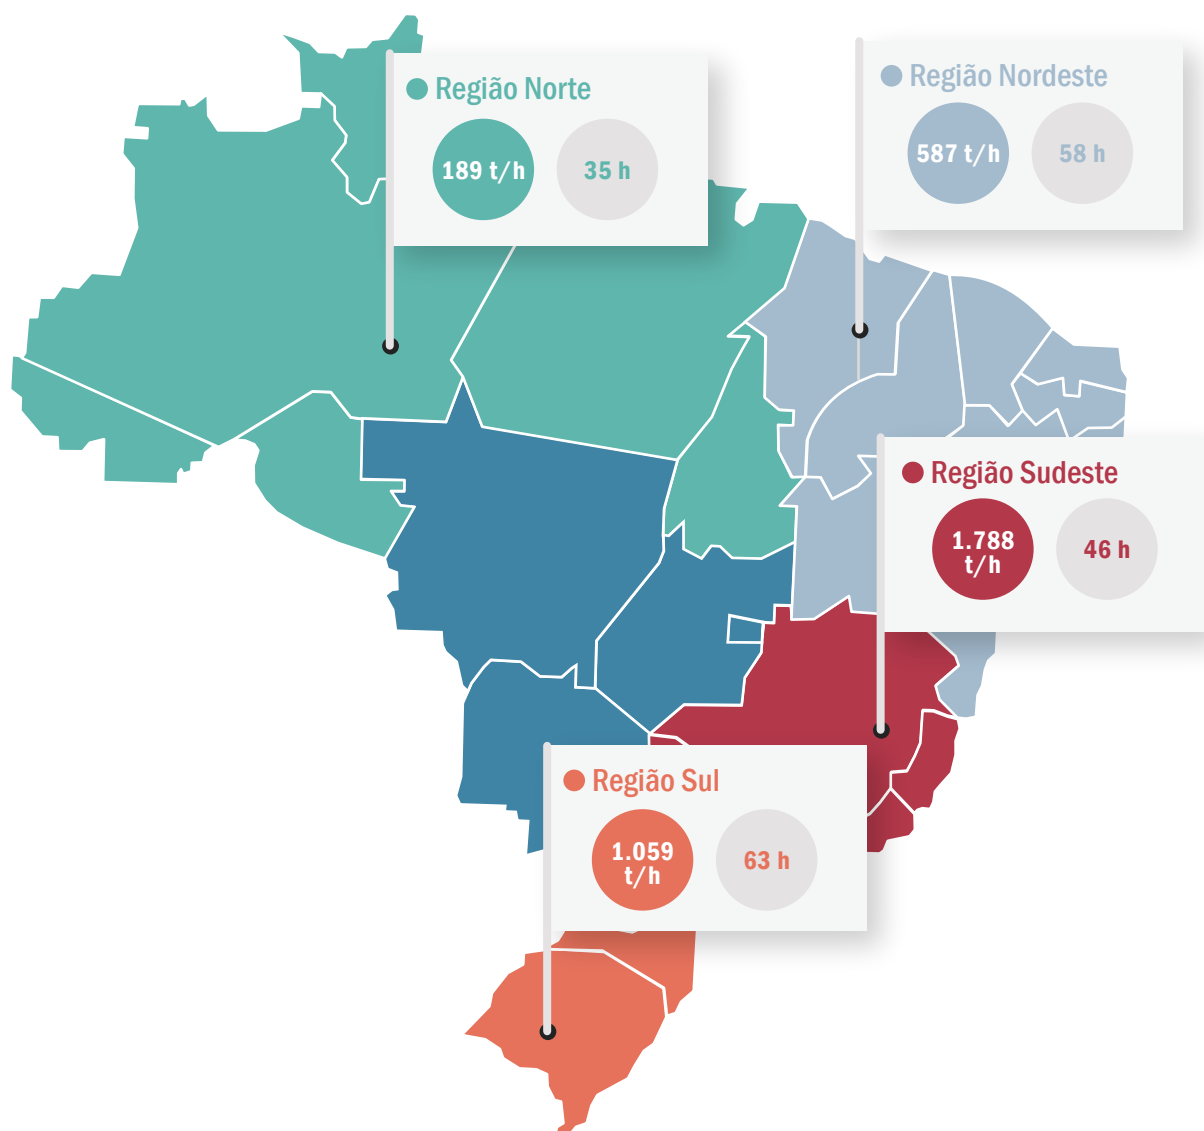 Região Norte
189 t/h
35 h
Região Nordeste
587 t/h
58 h
Região Sudeste
1.788
t/h
46 h
Região Sul
1.059
t/h
63 h